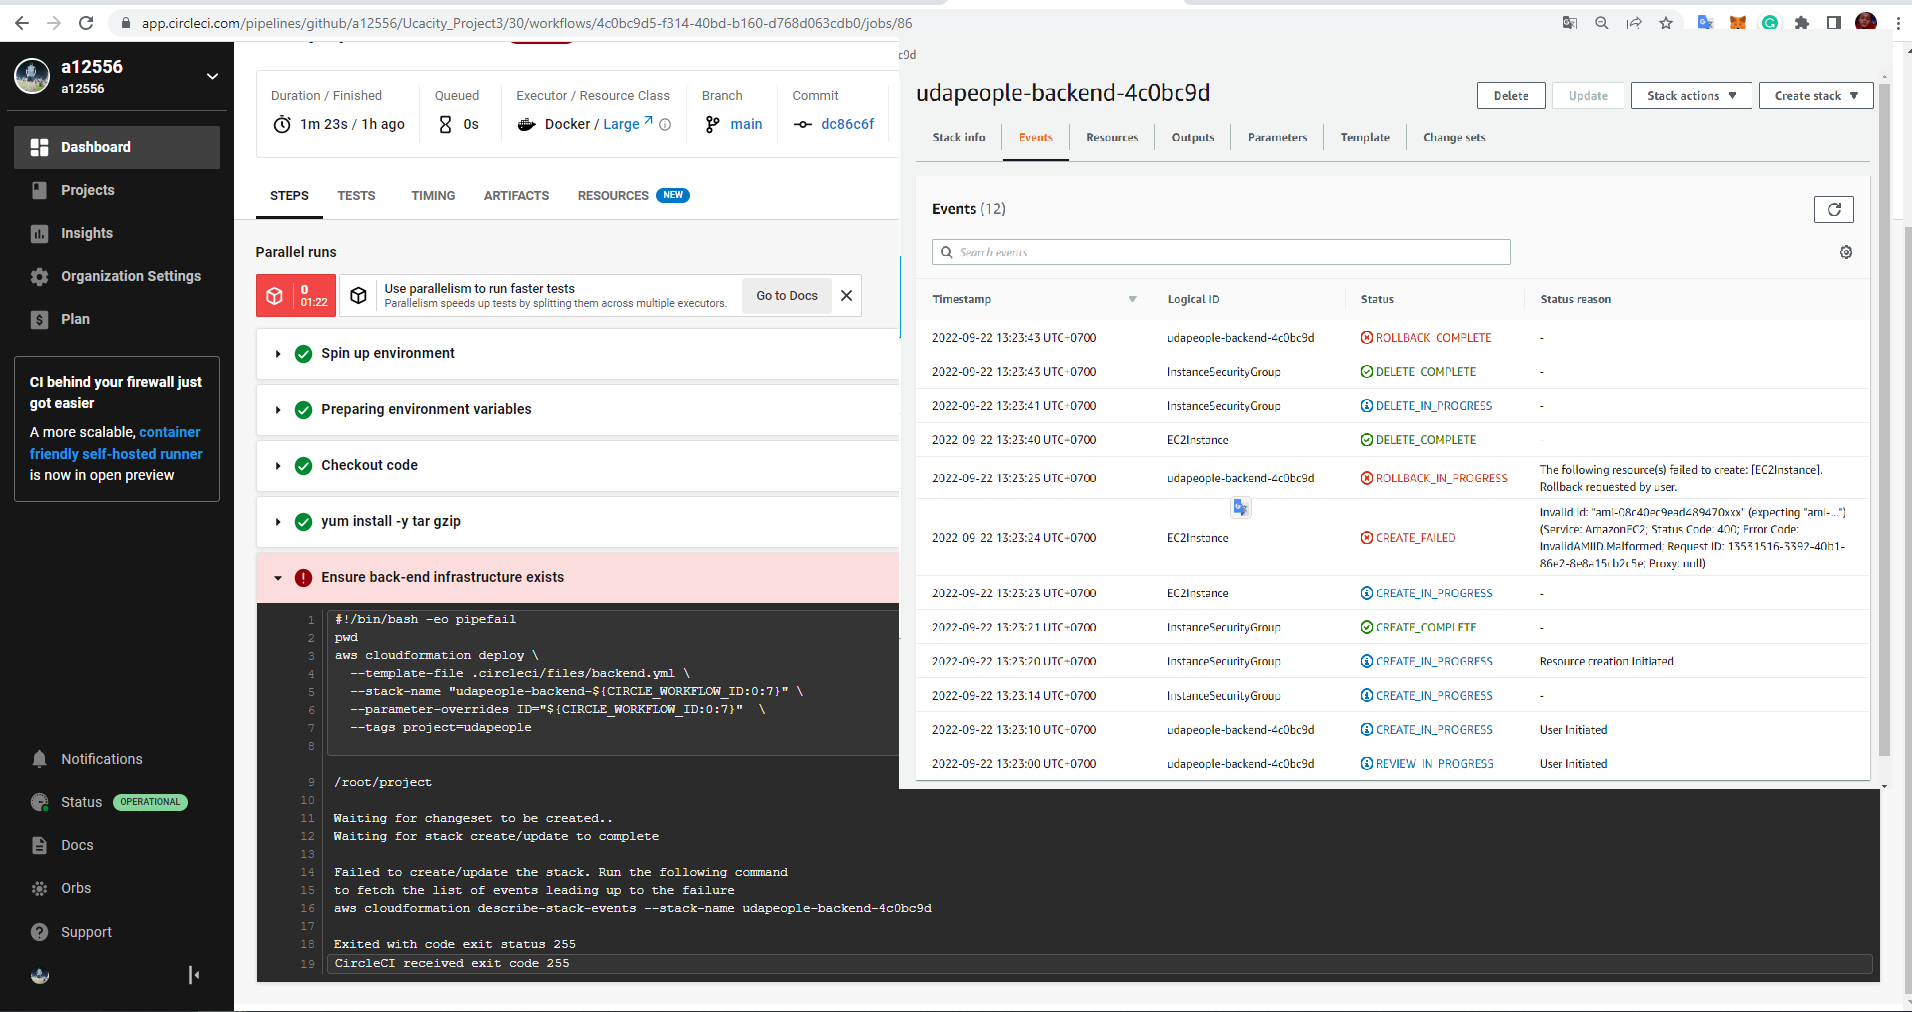 app.circleci.com/pipelines/github/a12556/Ucacity_Project3/30/workflows/4c0bc9d5-f314-40bd-b160-d768d063cdb0/jobs/86
a12556
a12556
Dashboard
Projects
Insights
Organization Settings
Plan
CI behind your firewall just
got easier
A more scalable, container
friendly self-hosted runner
is now in open preview
Notifications
Status OPERATIONAL
Docs
Orbs
Support
Duration / Finished
1m 23s / 1h ago
Queued
0s
Executor / Resource Class
Docker / Large
Branch
main
Commit
dc86c6f
STEPS TESTS TIMING ARTIFACTS RESOURCES NEW
Parallel runs
0
01:22
Use parallelism to run faster tests
Parallelism speeds up tests by splitting them across multiple executors.
Go to Docs
Spin up environment
Preparing environment variables
Checkout code
yum install -y tar gzip
Ensure back-end infrastructure exists
1 #!/bin/bash -eo pipefail
2 pwd
3 aws cloudformation deploy \
4 --template-file .circleci/files/backend.yml \
5 --stack-name "udapeople-backend-${CIRCLE_WORKFLOW_ID:0:7}" \
6 --parameter-overrides ID="${CIRCLE_WORKFLOW_ID:0:7}" \
7 --tags project=udapeople
8
9 /root/project
10
11 Waiting for changeset to be created..
12 Waiting for stack create/update to complete
13
14 Failed to create/update the stack. Run the following command
15 to fetch the list of events leading up to the failure
16 aws cloudformation describe-stack-events --stack-name udapeople-backend-4c0bc9d
17
18 Exited with code exit status 255
19 CircleCI received exit code 255
c9d
udapeople-backend-4c0bc9d
Delete
Update
Stack actions
Create stack
Stack info Events Resources Outputs Parameters Template Change sets
Events (12)
Search events
Timestamp Logical ID Status Status reason
2022-09-22 13:23:43 UTC+0700 udapeople-backend-4c0bc9d ROLLBACK_COMPLETE -
2022-09-22 13:23:43 UTC+0700 InstanceSecurityGroup DELETE_COMPLETE -
2022-09-22 13:23:41 UTC+0700 InstanceSecurityGroup DELETE_IN_PROGRESS -
2022-09-22 13:23:40 UTC+0700 EC2Instance DELETE_COMPLETE -
2022-09-22 13:23:25 UTC+0700 udapeople-backend-4c0bc9d ROLLBACK_IN_PROGRESS The following resource(s) failed to create: [EC2Instance].
Rollback requested by user.
2022-09-22 13:23:24 UTC+0700 EC2Instance CREATE_FAILED Invalid id: "ami-08c40ec9ead489470xxx" (expecting "ami-...")
(Service: AmazonEC2; Status Code: 400; Error Code:
InvalidAMIID.Malformed; Request ID: 13531516-3392-40b1-
86e2-8e8a15cb2c5e; Proxy: null)
2022-09-22 13:23:23 UTC+0700 EC2Instance CREATE_IN_PROGRESS -
2022-09-22 13:23:21 UTC+0700 InstanceSecurityGroup CREATE_COMPLETE -
2022-09-22 13:23:20 UTC+0700 InstanceSecurityGroup CREATE_IN_PROGRESS Resource creation Initiated
2022-09-22 13:23:14 UTC+0700 InstanceSecurityGroup CREATE_IN_PROGRESS -
2022-09-22 13:23:10 UTC+0700 udapeople-backend-4c0bc9d CREATE_IN_PROGRESS User Initiated
2022-09-22 13:23:00 UTC+0700 udapeople-backend-4c0bc9d REVIEW_IN_PROGRESS User Initiated